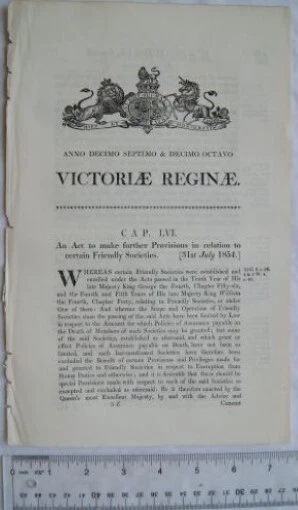 ANNO DECIMO SEPTIMO & DECIMO OCTAVO
VICTORIÆ REGINÆ.
CAP. LVI.
An Act to make further Provisions in relation to
certain Friendly Societies. [31st July 1854.]
WHEREAS certain Friendly Societies were established and
enrolled under the Acts passed in the Tenth Year of His
late Majesty King George the Fourth, Chapter Fifty-six,
and the Fourth and Fifth Years of His late Majesty King William
the Fourth, Chapter Forty, relating to Friendly Societies, or under
One of them: And whereas the Scope and Operation of Friendly
Societies since the passing of the said Acts have been limited by Law
in respect to the Amount for which Policies of Assurance payable on
the Death of Members of such Societies may be granted; but some
of the said Societies, established as aforesaid, and which grant or
effect Policies of Assurance payable on Death, have not been so
limited, and such last-mentioned Societies have therefore been
excluded the Benefit of certain Provisions and Privileges made for
and granted to Friendly Societies in respect to Exemption from
Stamp Duties and otherwise; and it is desirable that there should be
special Provisions made with respect to such of the said Societies so
excepted and excluded as aforesaid: Be it therefore enacted by the
Queen's most Excellent Majesty, by and with the Advice and
Consent
0 1 2 3 4 5 6 7